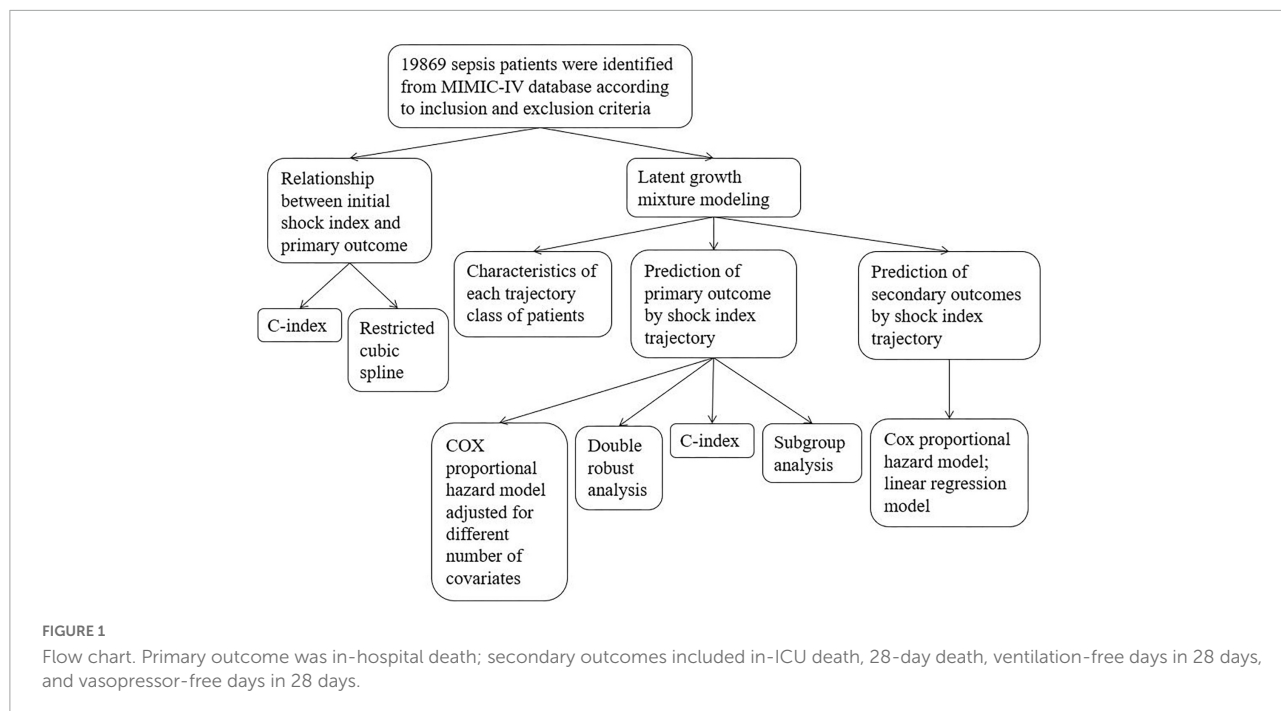 19869 sepsis patients were identified
from MIMIC-IV database according
to inclusion and exclusion criteria
Relationship
between initial
shock index and
primary outcome
Latent growth
mixture modeling
C-index
Restricted
cubic
spline
Characteristics of
each trajectory
class of patients
Prediction of
primary outcome
by shock index
trajectory
Prediction of
secondary outcomes
by shock index
trajectory
COX
proportional
hazard model
adjusted for
different
number of
covariates
Double
robust
analysis
C-index
Subgroup
analysis
Cox proportional
hazard model;
linear regression
model
FIGURE 1
Flow chart. Primary outcome was in-hospital death; secondary outcomes included in-ICU death, 28-day death, ventilation-free days in 28 days,
and vasopressor-free days in 28 days.